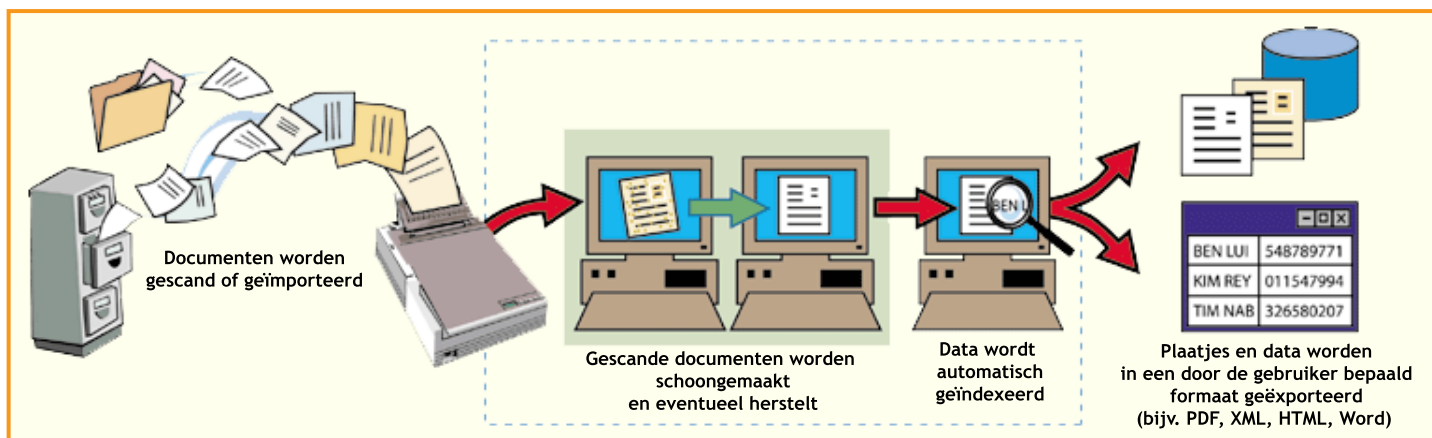 Documenten worden
gescand of geïmporteerd
Gescande documenten worden
schoongemaakt
en eventueel herstelt
BEN L
Data wordt
automatisch
geïndexeerd
BEN LUI 548789771
KIM REY 011547994
TIM NAB 326580207
Plaatjes en data worden
in een door de gebruiker bepaald
formaat geëxporteerd
(bijv. PDF, XML, HTML, Word)